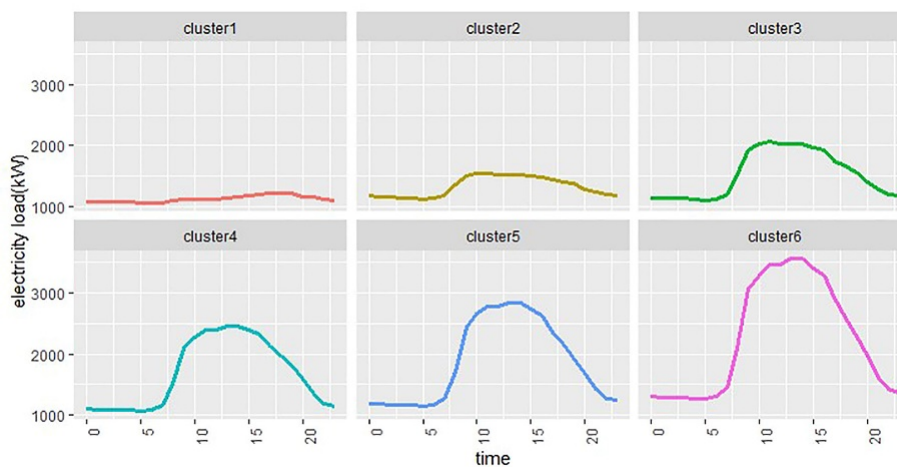 cluster1 cluster2 cluster3
3000
2000
1000
cluster4 cluster5 cluster6
3000
2000
1000
0 5 10 15 20 0 5 10 15 20 0 5 10 15 20
time
electricity load(kW)